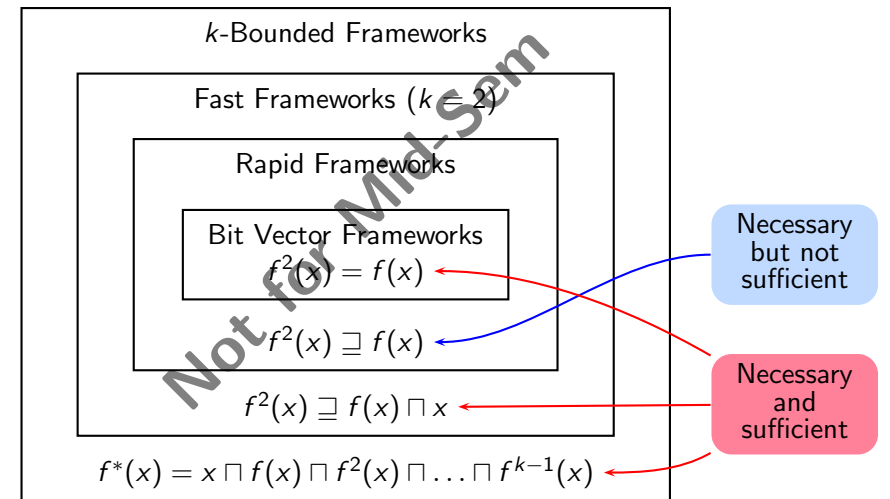 k-Bounded Frameworks
Fast Frameworks (k = 2)
Rapid Frameworks
Bit Vector Frameworks
f²(x) = f(x)
f²(x) ⊒ f(x)
f²(x) ⊒ f(x) ⊓ x
f*(x) = x ⊓ f(x) ⊓ f²(x) ⊓ … ⊓ fᵏ⁻¹(x)
Necessary
but not
sufficient
Necessary
and
sufficient
Not for Mid-Sem